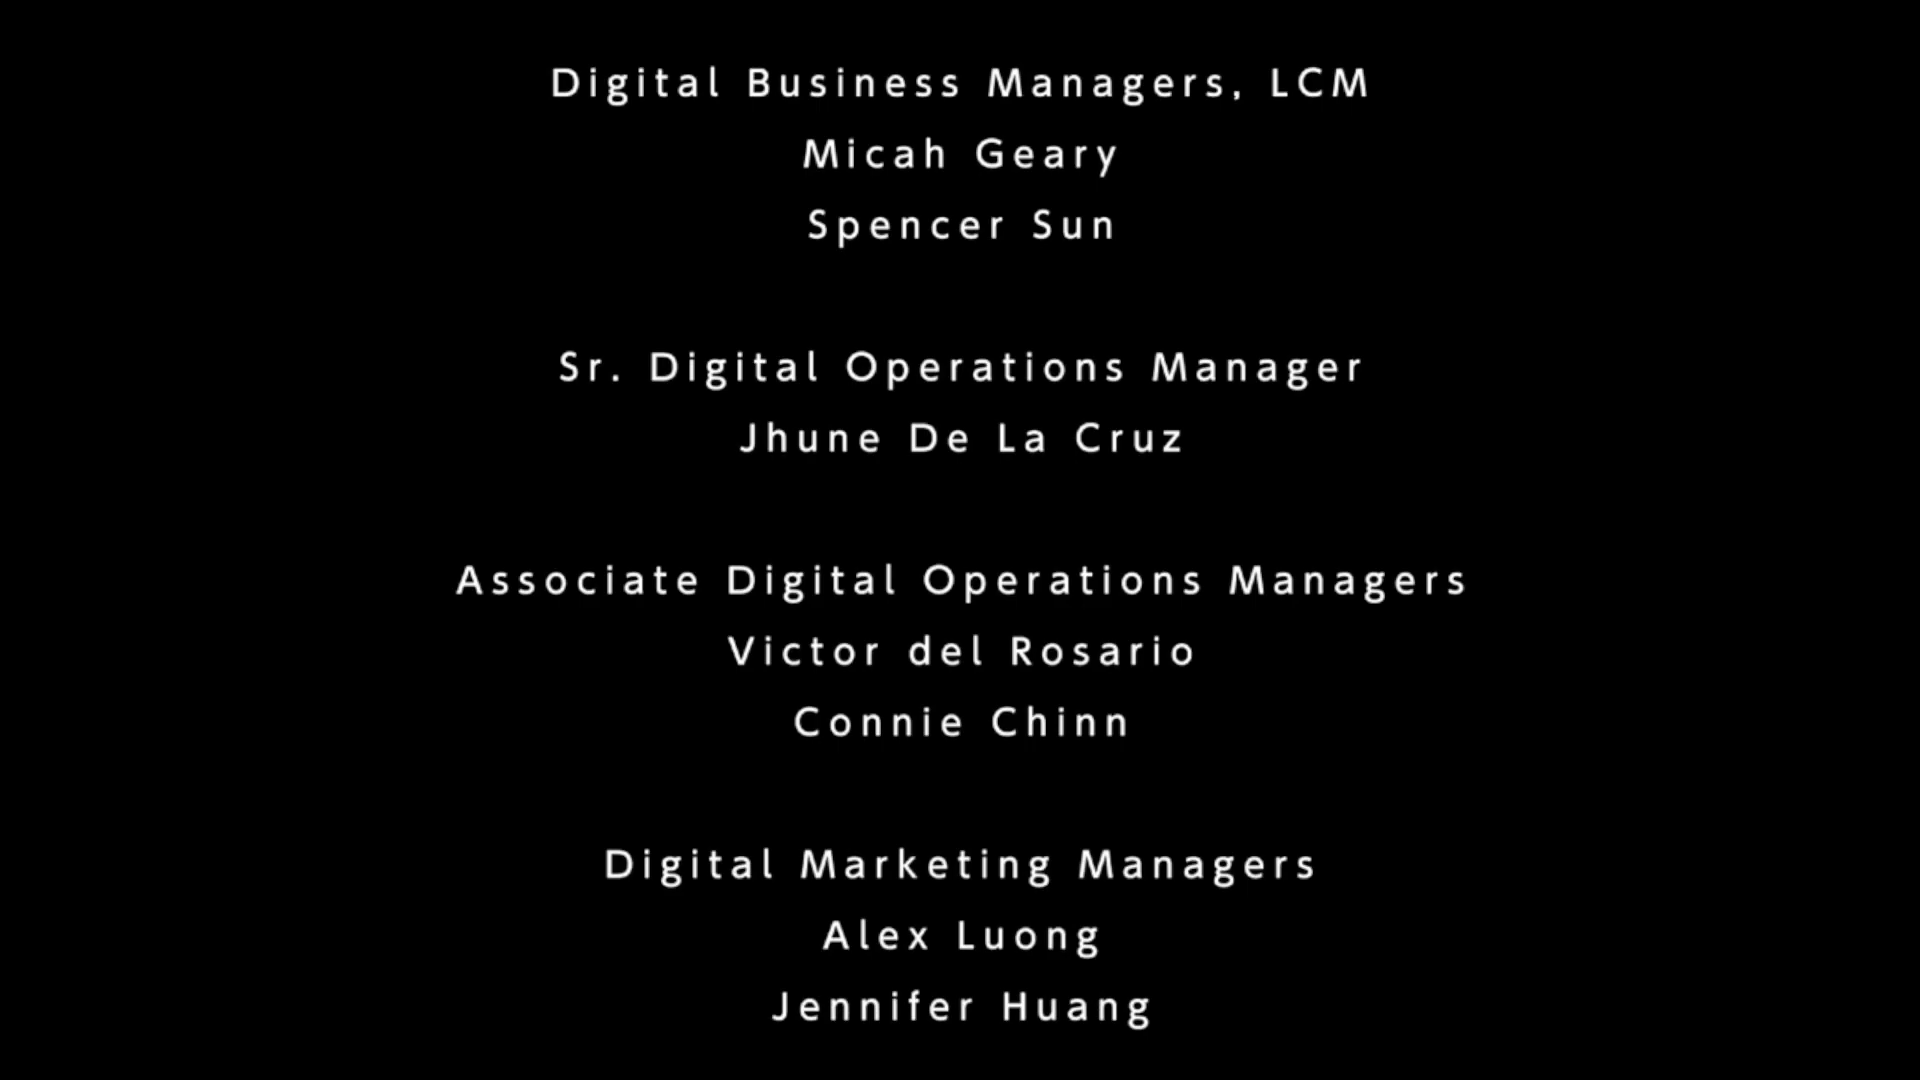 Digital Business Managers, LCM
Micah Geary
Spencer Sun
Sr. Digital Operations Manager
Jhune De La Cruz
Associate Digital Operations Managers
Victor del Rosario
Connie Chinn
Digital Marketing Managers
Alex Luong
Jennifer Huang